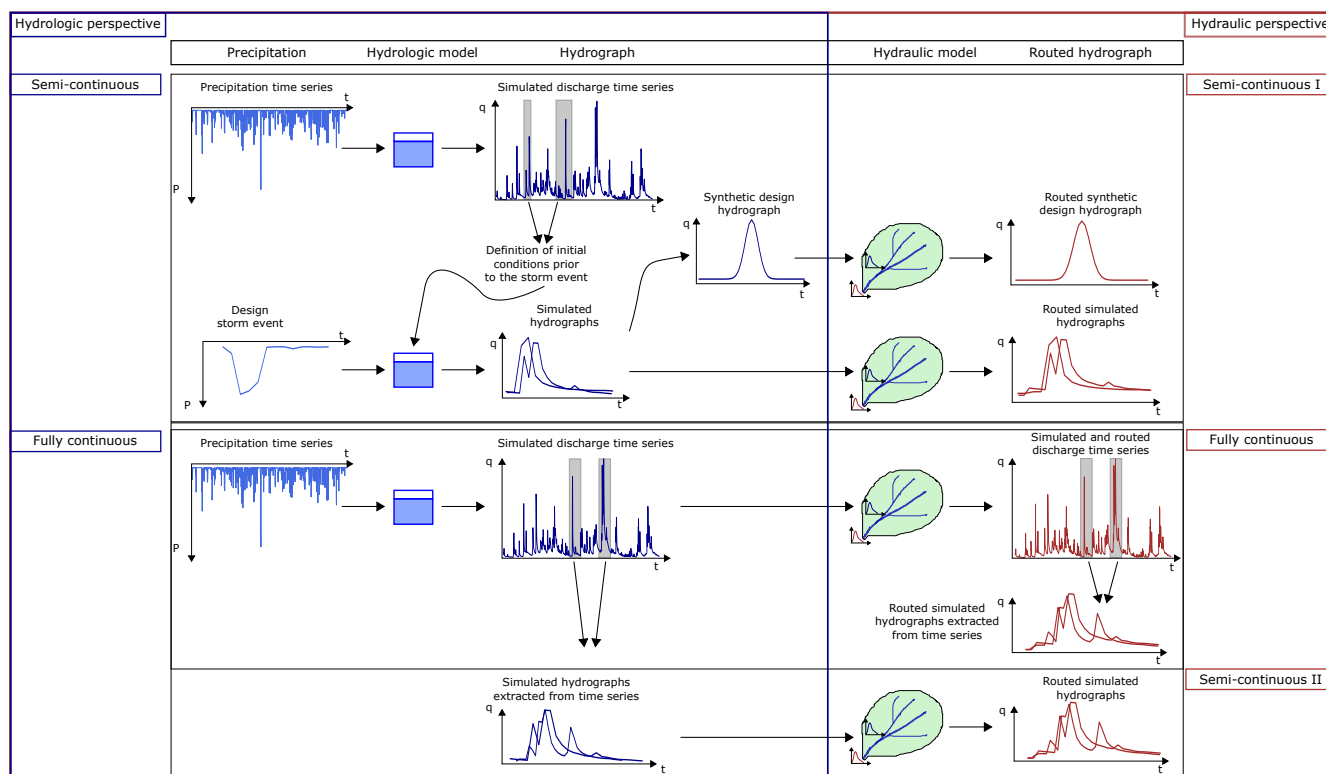 Hydrologic perspective
Hydraulic perspective
Precipitation
Hydrologic model
Hydrograph
Hydraulic model
Routed hydrograph
Semi-continuous
Semi-continuous I
Precipitation time series
t
P
Simulated discharge time series
q
t
Definition of initial
conditions prior
to the storm event
Synthetic design
hydrograph
q
t
Routed synthetic
design hydrograph
q
t
Design
storm event
t
P
Simulated
hydrographs
q
t
Routed simulated
hydrographs
q
t
Fully continuous
Fully continuous
Precipitation time series
t
P
Simulated discharge time series
q
t
Simulated and routed
discharge time series
q
t
Routed simulated
hydrographs extracted
from time series
q
t
Semi-continuous II
Simulated hydrographs
extracted from time series
q
t
Routed simulated
hydrographs
q
t